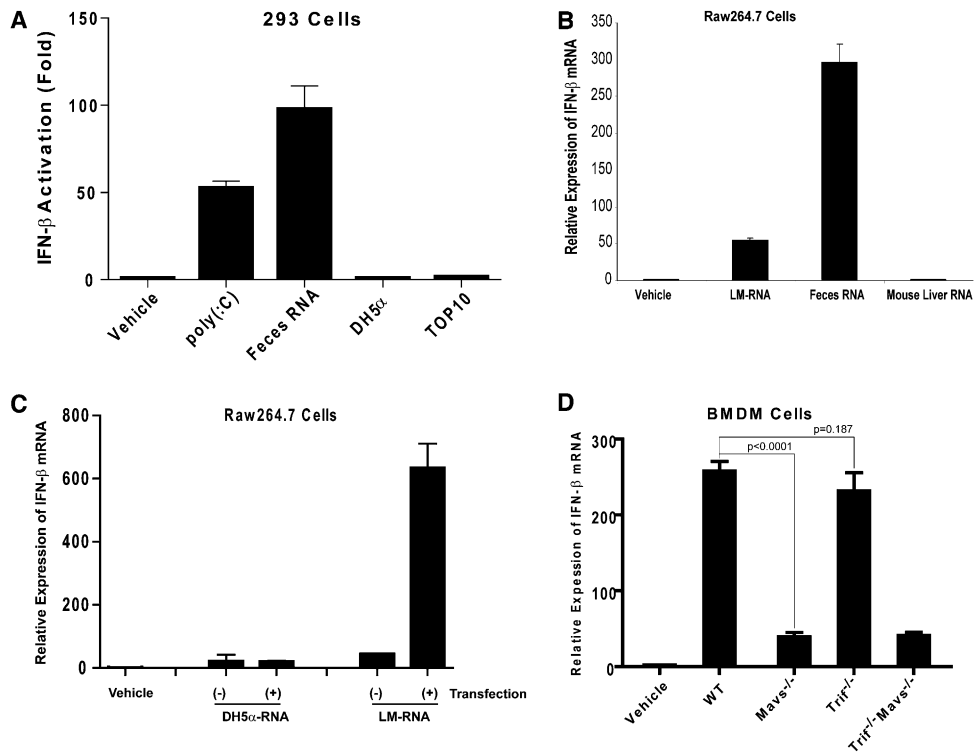 A
293 Cells
IFN-β Activation (Fold)
150
100
50
0
Vehicle
poly(:C)
Feces RNA
DH5α
TOP10
B
Raw264.7 Cells
Relative Expression of IFN-β mRNA
350
300
250
200
150
100
50
0
Vehicle
LM-RNA
Feces RNA
Mouse Liver RNA
C
Raw264.7 Cells
Relative Expression of IFN-β mRNA
800
600
400
200
0
Vehicle
(-) (+) (-) (+) Transfection
DH5α-RNA LM-RNA
D
BMDM Cells
Relative Expession of IFN-β mRNA
p=0.187
p<0.0001
300
200
100
0
Vehicle
WT
Mavs-/-
Trif-/-
Trif-/-Mavs-/-